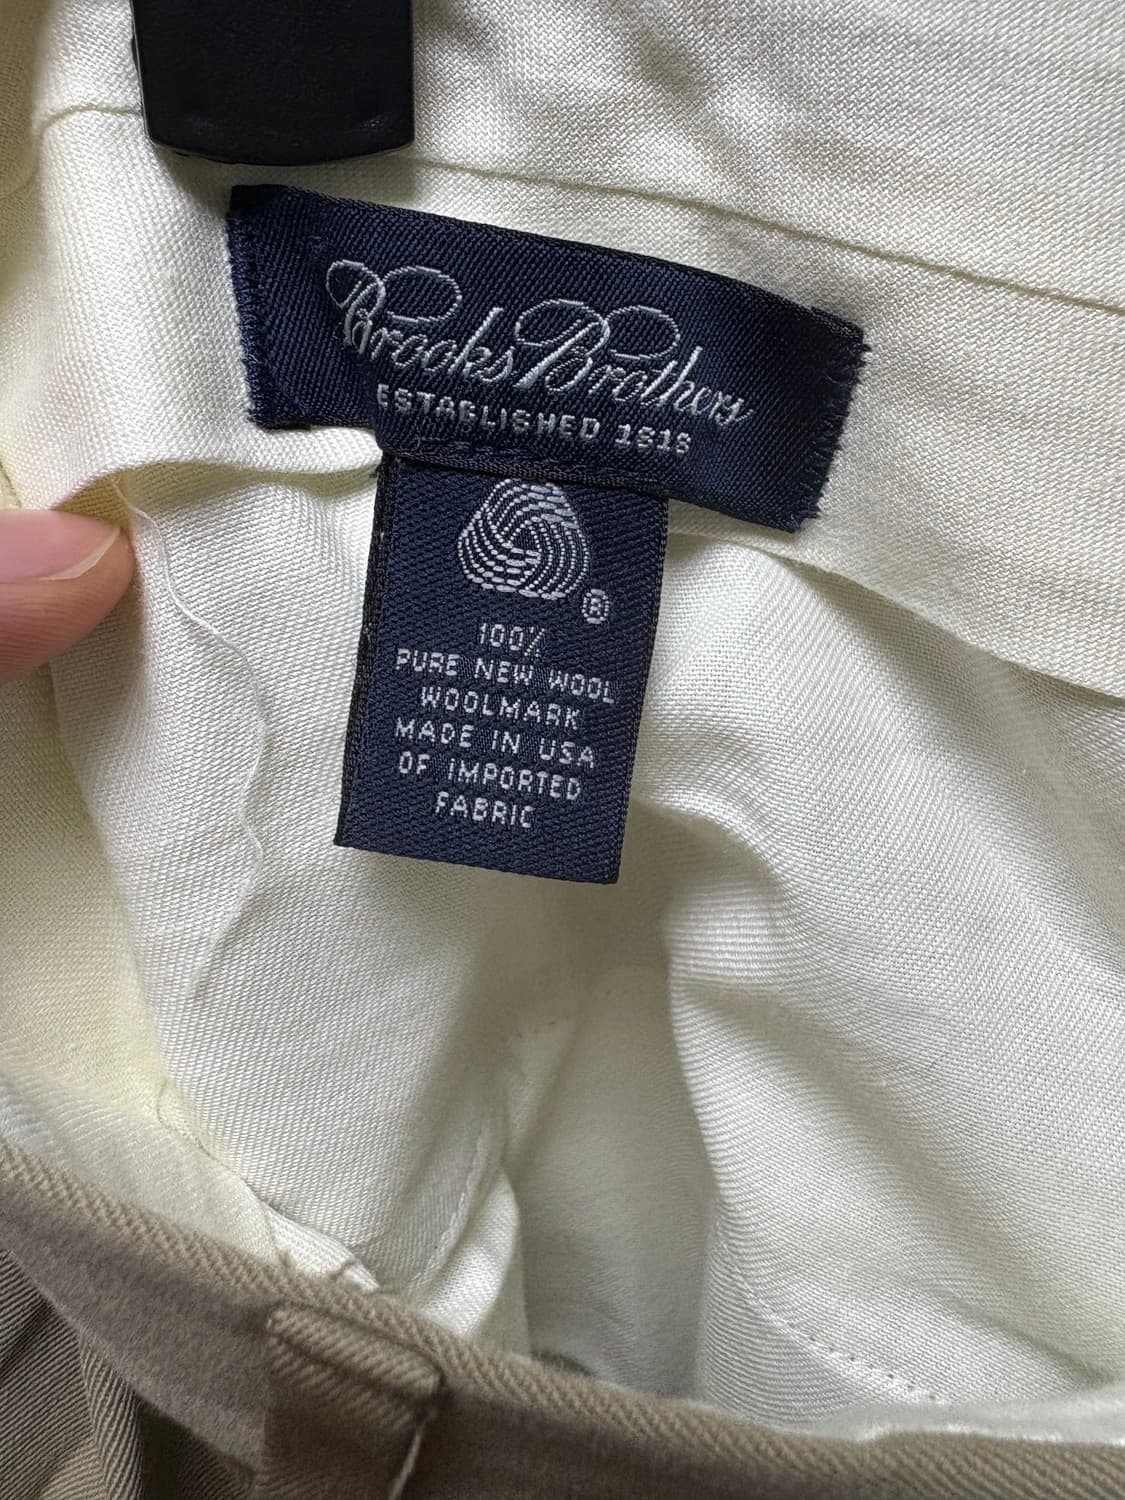 Brooks Brothers
ESTABLISHED 1818
®
100%
PURE NEW WOOL
WOOLMARK
MADE IN USA
OF IMPORTED
FABRIC